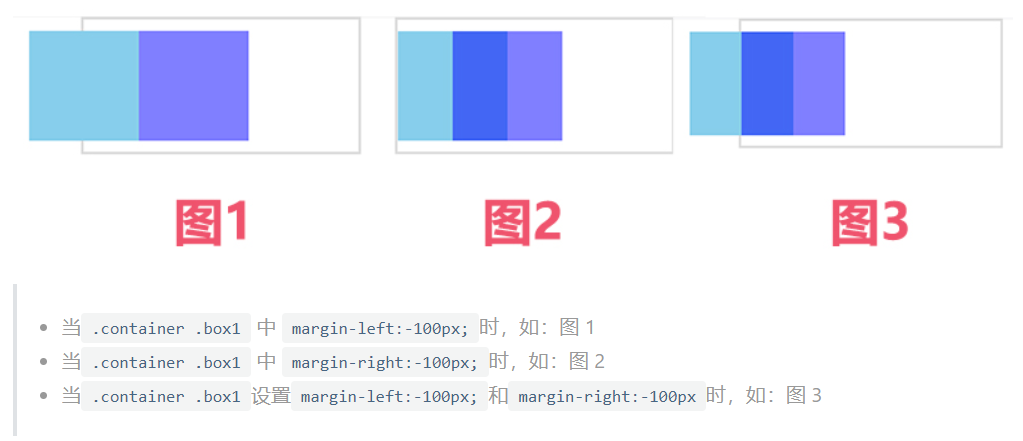 图1 图2 图3
当 .container .box1 中 margin-left:-100px; 时，如：图 1
当 .container .box1 中 margin-right:-100px; 时，如：图 2
当 .container .box1 设置 margin-left:-100px; 和 margin-right:-100px 时，如：图 3